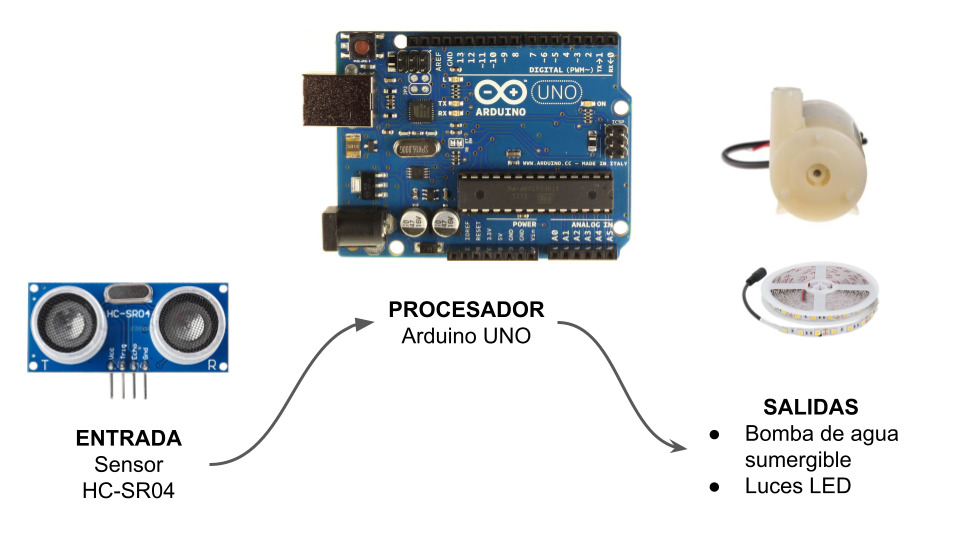 AREF
GND
13
12
~11
~10
~9
8
7
~6
~5
4
~3
2
TX→1
RX←0
DIGITAL (PWM~)
L
TX
RX
UNO
ON
ARDUINO
ICSP
WWW.ARDUINO.CC - MADE IN ITALY
POWER
ANALOG IN
IOREF
RESET
3.3V
5V
GND
GND
Vin
A0
A1
A2
A3
A4
A5
HC-SR04
Vcc
Trig
Echo
Gnd
T
R
PROCESADOR
Arduino UNO
ENTRADA
Sensor
HC-SR04
SALIDAS
● Bomba de agua
sumergible
● Luces LED